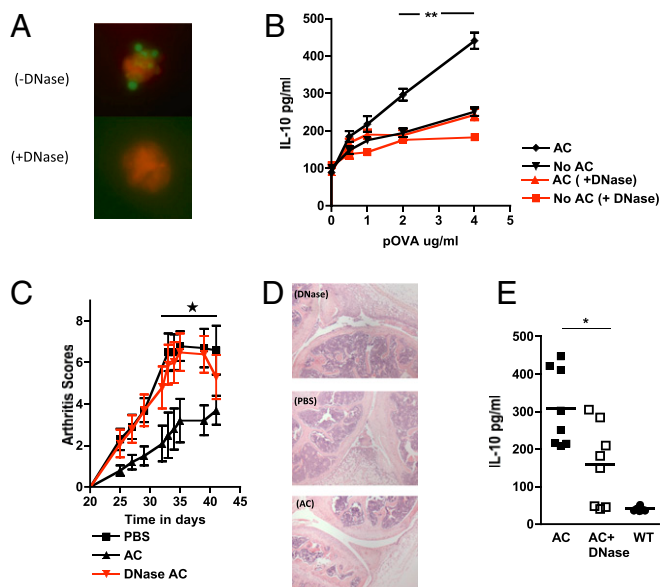 A
(-DNase)
(+DNase)
B
**
500
400
300
200
100
0
IL-10 pg/ml
0 1 2 3 4 5
pOVA ug/ml
AC
No AC
AC ( +DNase)
No AC (+ DNase)
C
★
8
6
4
2
0
Arthritis Scores
20 25 30 35 40 45
Time in days
PBS
AC
DNase AC
D
(DNase)
(PBS)
(AC)
E
*
500
400
300
200
100
0
IL-10 pg/ml
AC AC+ WT
DNase